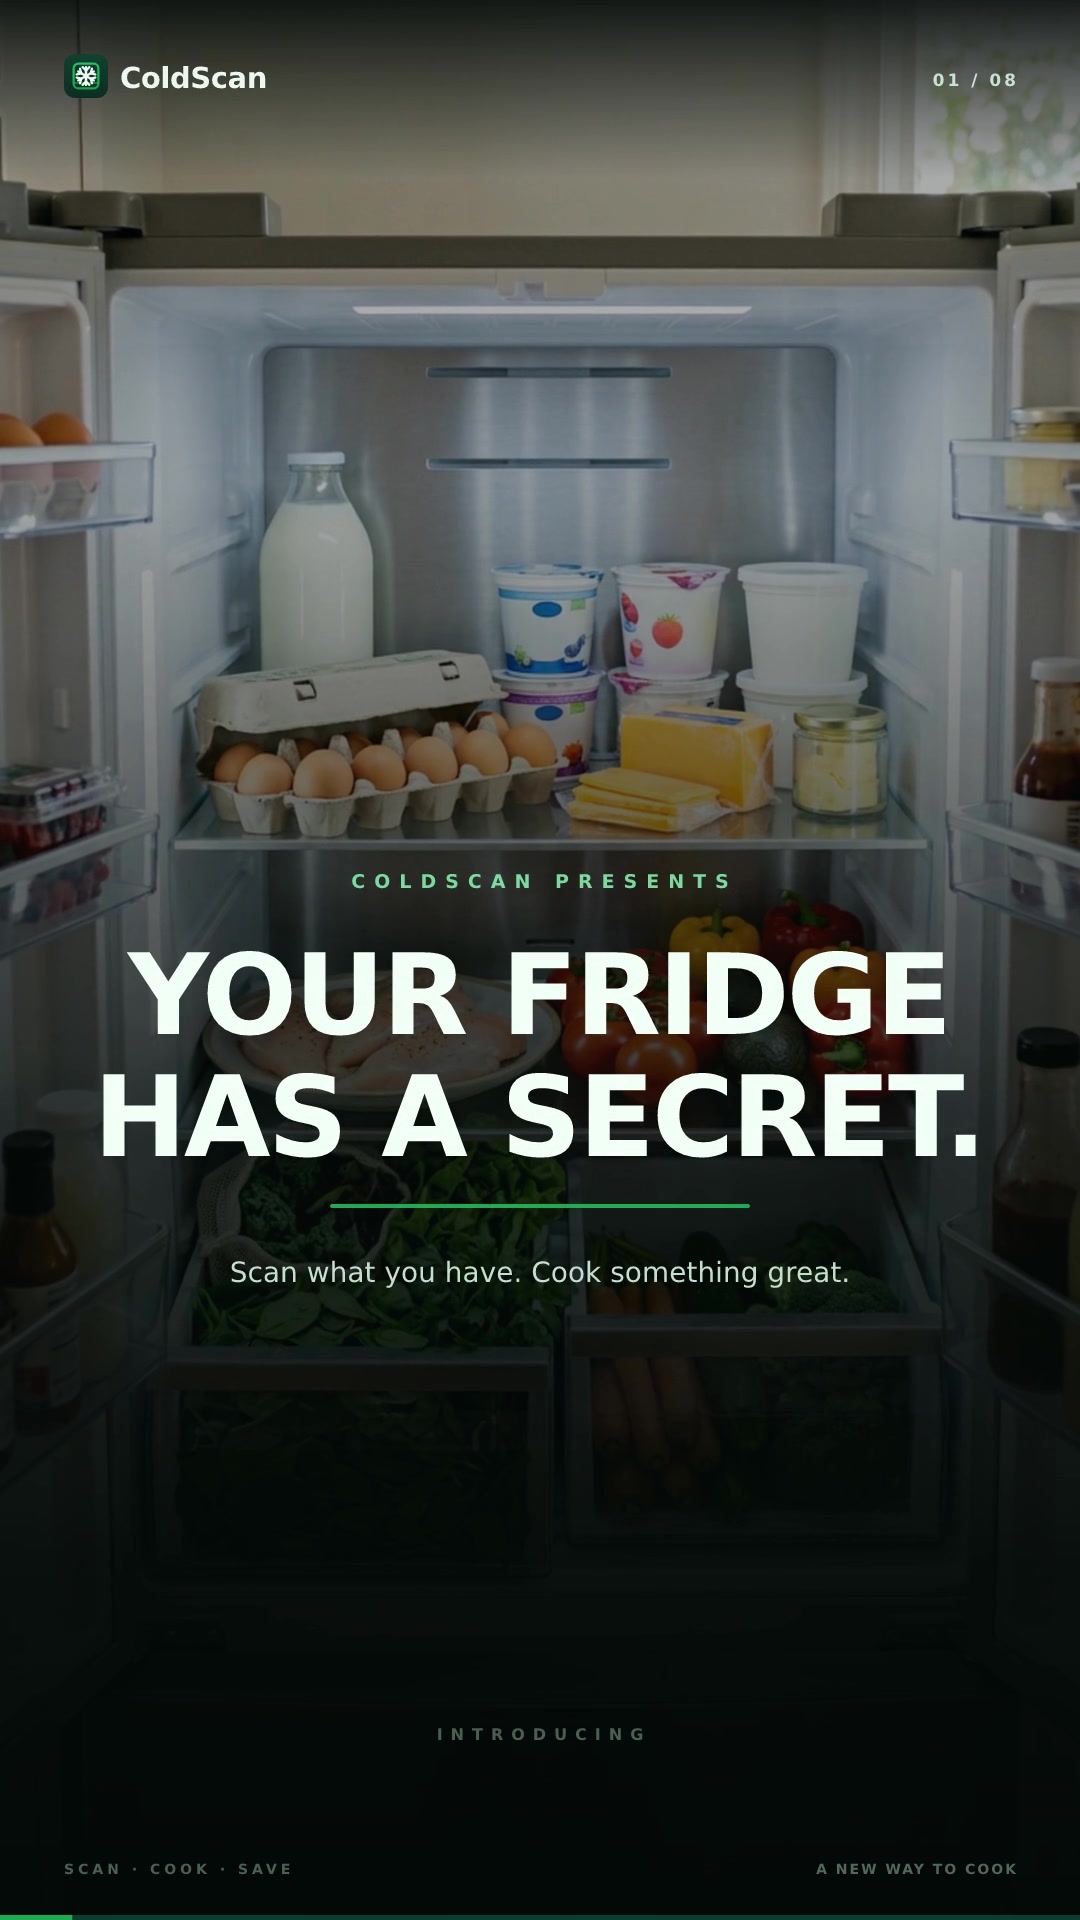 ColdScan
01 / 08
COLDSCAN PRESENTS
YOUR FRIDGE
HAS A SECRET.
Scan what you have. Cook something great.
INTRODUCING
SCAN · COOK · SAVE
A NEW WAY TO COOK